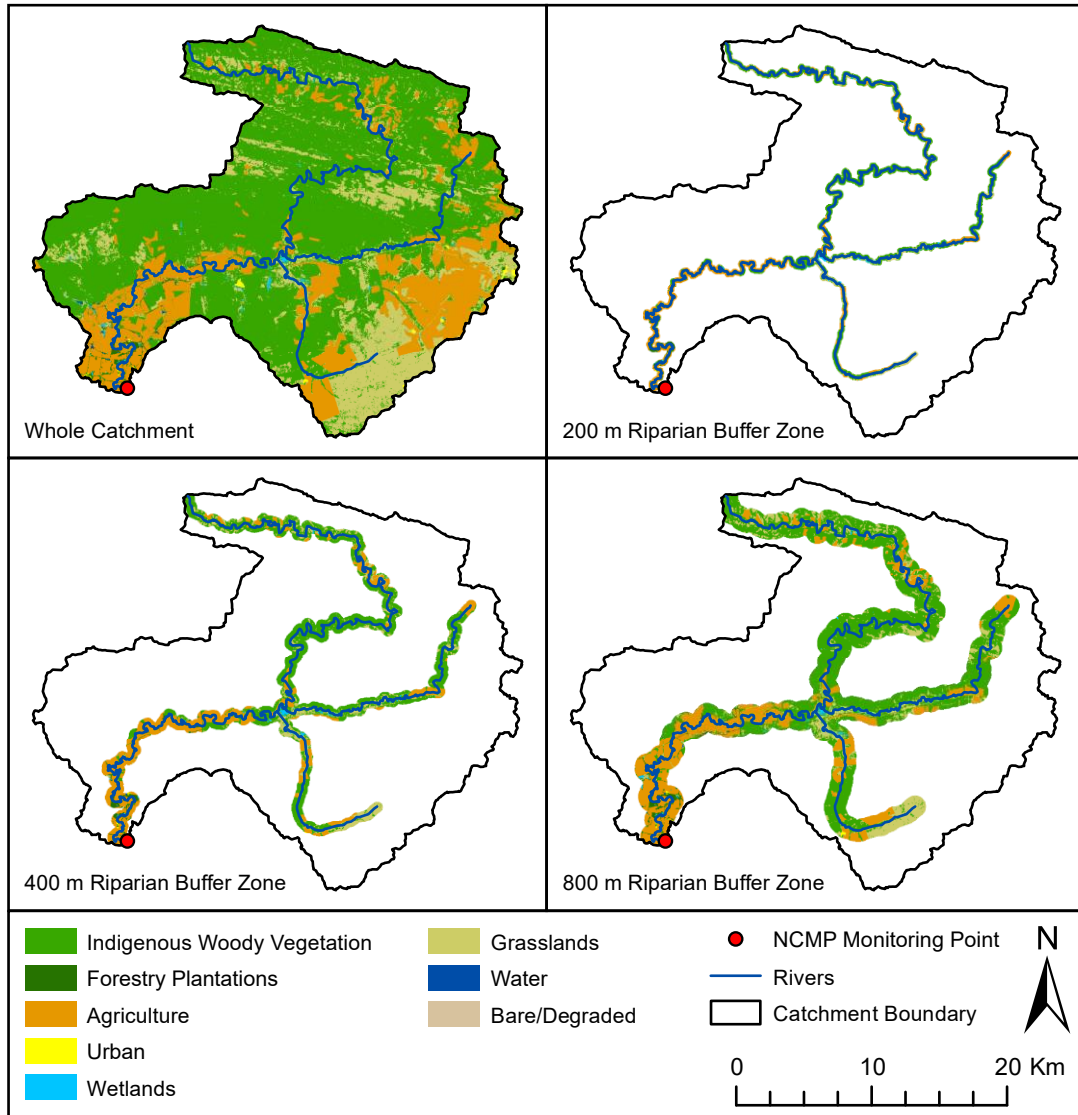 Whole Catchment
200 m Riparian Buffer Zone
400 m Riparian Buffer Zone
800 m Riparian Buffer Zone
Indigenous Woody Vegetation
Forestry Plantations
Agriculture
Urban
Wetlands
Grasslands
Water
Bare/Degraded
NCMP Monitoring Point
Rivers
Catchment Boundary
N
0 10 20 Km